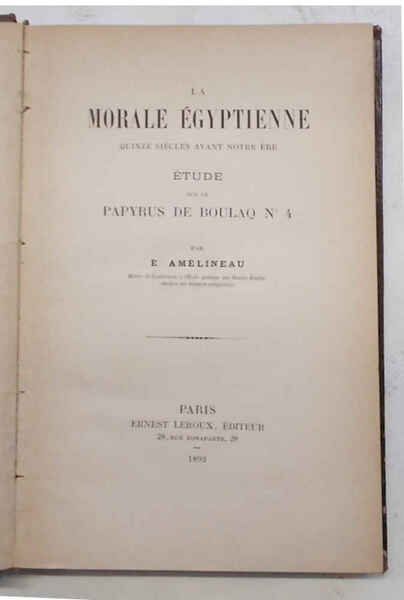 LA
MORALE ÉGYPTIENNE
QUINZE SIÈCLES AVANT NOTRE ÈRE
ÉTUDE
SUR LE
PAPYRUS DE BOULAQ Nº 4
PAR
E. AMÉLINEAU
PARIS
ERNEST LEROUX, ÉDITEUR
28, RUE BONAPARTE, 28
1892